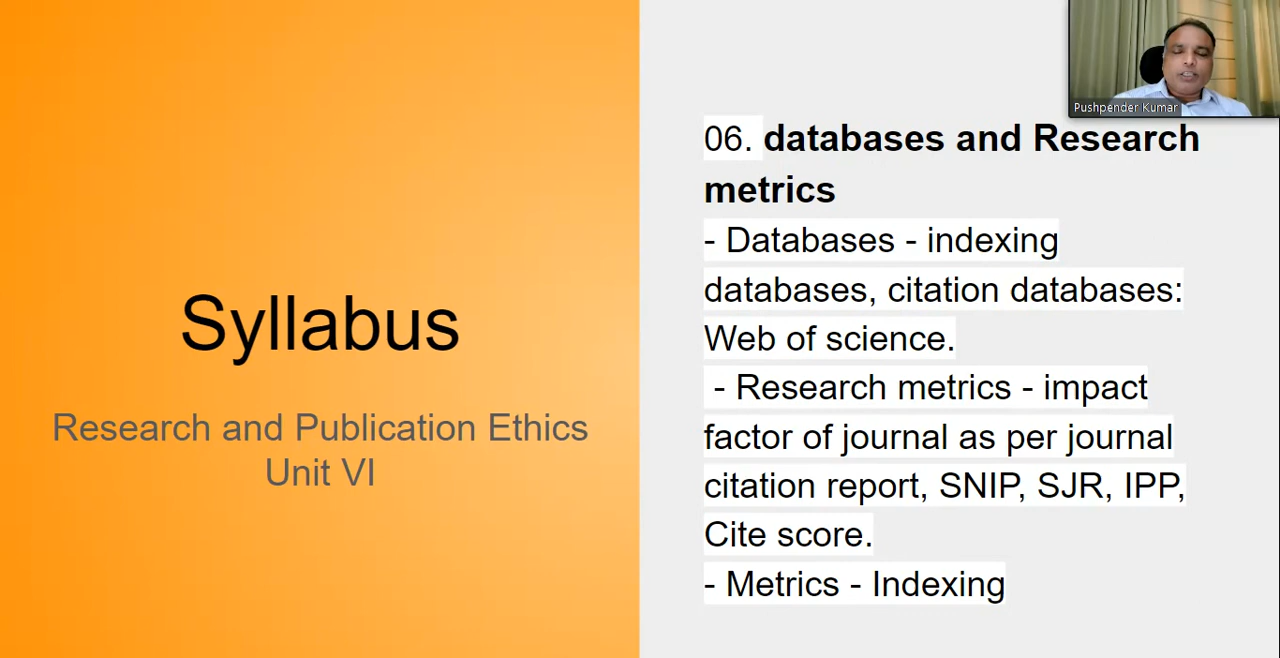 Syllabus
Research and Publication Ethics
Unit VI
Pushpender Kumar
06. databases and Research
metrics
- Databases - indexing
databases, citation databases:
Web of science.
- Research metrics - impact
factor of journal as per journal
citation report, SNIP, SJR, IPP,
Cite score.
- Metrics - Indexing